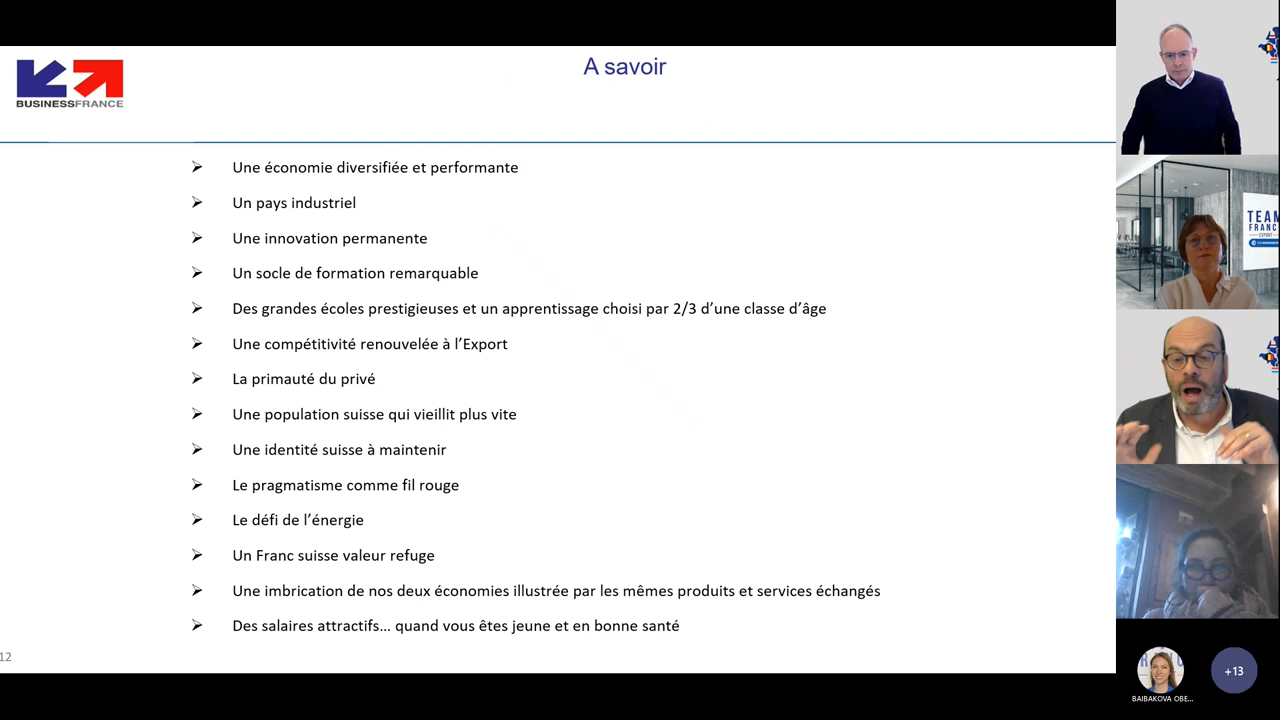 BUSINESSFRANCE
A savoir
Une économie diversifiée et performante
Un pays industriel
Une innovation permanente
Un socle de formation remarquable
Des grandes écoles prestigieuses et un apprentissage choisi par 2/3 d’une classe d’âge
Une compétitivité renouvelée à l’Export
La primauté du privé
Une population suisse qui vieillit plus vite
Une identité suisse à maintenir
Le pragmatisme comme fil rouge
Le défi de l’énergie
Un Franc suisse valeur refuge
Une imbrication de nos deux économies illustrée par les mêmes produits et services échangés
Des salaires attractifs... quand vous êtes jeune et en bonne santé
12
TEAM
FRANC
EXPORT
BAIBAKOVA OBE...
+13